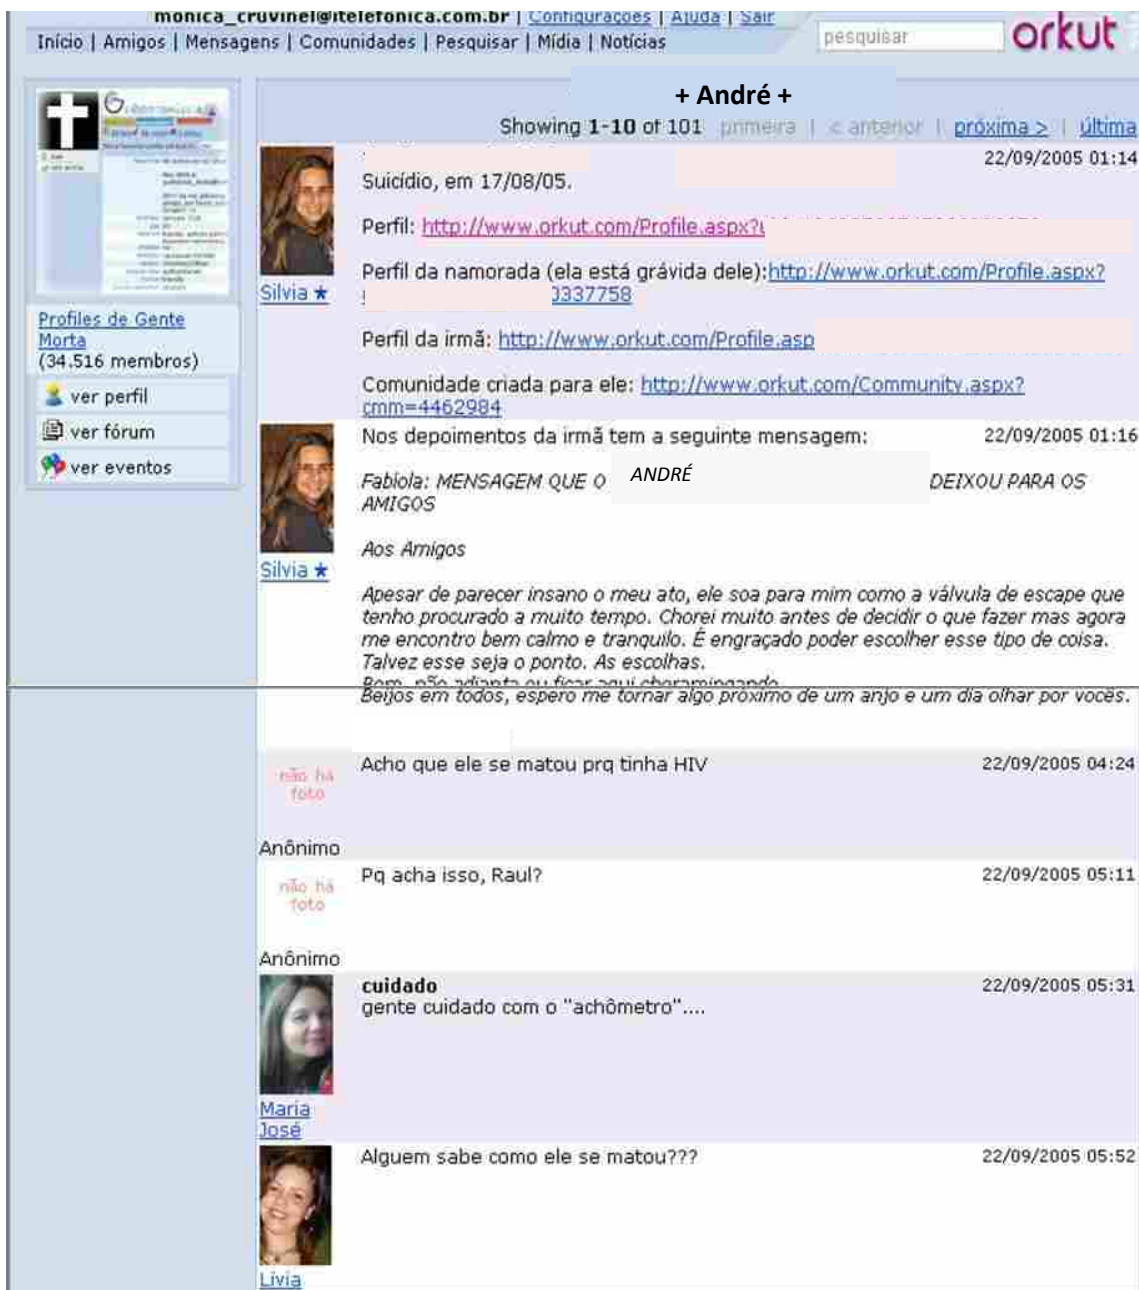 monica_cruvinel@itelefonica.com.br | Configurações | Ajuda | Sair
Início | Amigos | Mensagens | Comunidades | Pesquisar | Mídia | Notícias
pesquisar
orkut
+ André +
Showing 1-10 of 101 primeira | < anterior | próxima > | última
22/09/2005 01:14
Suicídio, em 17/08/05.
Perfil: http://www.orkut.com/Profile.aspx?
Perfil da namorada (ela está grávida dele):http://www.orkut.com/Profile.aspx?
0337758
Silvia ★
Perfil da irmã: http://www.orkut.com/Profile.asp
Comunidade criada para ele: http://www.orkut.com/Community.aspx?
cmm=4462984
Profiles de Gente
Morta
(34.516 membros)
ver perfil
ver fórum
ver eventos
Nos depoimentos da irmã tem a seguinte mensagem: 22/09/2005 01:16
Fabíola: MENSAGEM QUE O ANDRÉ DEIXOU PARA OS
AMIGOS
Aos Amigos
Silvia ★
Apesar de parecer insano o meu ato, ele soa para mim como a válvula de escape que
tenho procurado a muito tempo. Chorei muito antes de decidir o que fazer mas agora
me encontro bem calmo e tranquilo. É engraçado poder escolher esse tipo de coisa.
Talvez esse seja o ponto. As escolhas.
Bom, não adianta eu ficar aqui choramingando
Beijos em todos, espero me tornar algo próximo de um anjo e um dia olhar por vocês.
não há
foto
Anônimo
Acho que ele se matou prq tinha HIV 22/09/2005 04:24
não há
foto
Anônimo
Pq acha isso, Raul? 22/09/2005 05:11
cuidado 22/09/2005 05:31
gente cuidado com o "achômetro"....
Maria
José
Alguem sabe como ele se matou??? 22/09/2005 05:52
Livia